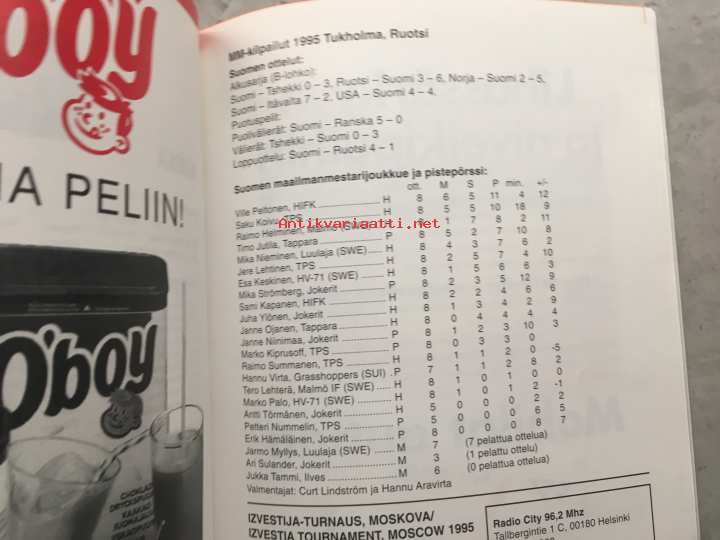 O'boy
JA PELIIN!
O'boy
MM-kilpailut 1995 Tukholma, Ruotsi
Suomen ottelut:
Alkusarja (B-lohko):
Suomi – Tshekki 0 – 3, Ruotsi – Suomi 3 – 6, Norja – Suomi 2 – 5,
Suomi – Itävalta 7 – 2, USA – Suomi 4 – 4,
Pudotuspelit:
Puolivälierät: Suomi – Ranska 5 – 0
Välierät: Tshekki – Suomi 0 – 3
Loppuottelu: Suomi – Ruotsi 4 – 1
Suomen maailmanmestarijoukkue ja pistepörssi:
ott. M S P min. +/-
Ville Peltonen, HIFK H 8 6 5 11 4 12
Saku Koivu, TPS H 8 5 5 10 18 9
Raimo Helminen, Malmö (SWE) H 8 1 7 8 2 11
Timo Jutila, Tappara P 8 5 2 7 10 8
Mika Nieminen, Luulaja (SWE) H 8 4 3 7 6 2
Jere Lehtinen, TPS H 8 2 5 7 4 10
Esa Keskinen, HV-71 (SWE) H 8 1 5 6 6 3
Mika Strömberg, Jokerit P 8 2 3 5 12 9
Sami Kapanen, HIFK H 8 2 2 4 6 6
Juha Ylönen, Jokerit H 8 1 3 4 2 9
Janne Ojanen, Tappara H 8 0 4 4 4 4
Janne Niinimaa, Jokerit P 8 1 2 3 10 3
Marko Kiprusoff, TPS P 8 0 3 3 0
Raimo Summanen, TPS H 8 1 1 2 0 -5
Hannu Virta, Grasshoppers (SUI) P 7 1 1 2 8 2
Tero Lehterä, Malmö IF (SWE) H 8 1 0 1 0 0
Marko Palo, HV-71 (SWE) H 8 1 0 1 2 -1
Antti Törmänen, Jokerit H 5 0 0 0 2 2
Petteri Nummelin, TPS P 5 0 0 0 6 5
Erik Hämäläinen, Jokerit P 8 0 0 0 8 7
Jarmo Myllys, Luulaja (SWE) M 7 (7 pelattua ottelua)
Ari Sulander, Jokerit M 3 (1 pelattu ottelu)
Jukka Tammi, Ilves M 6 (0 pelattua ottelua)
Valmentajat: Curt Lindström ja Hannu Aravirta
IZVESTIJA-TURNAUS, MOSKOVA/
IZVESTIA TOURNAMENT, MOSCOW 1995
Radio City 96,2 Mhz
Tallbergintie 1 C, 00180 Helsinki
Antikvariaatti.net